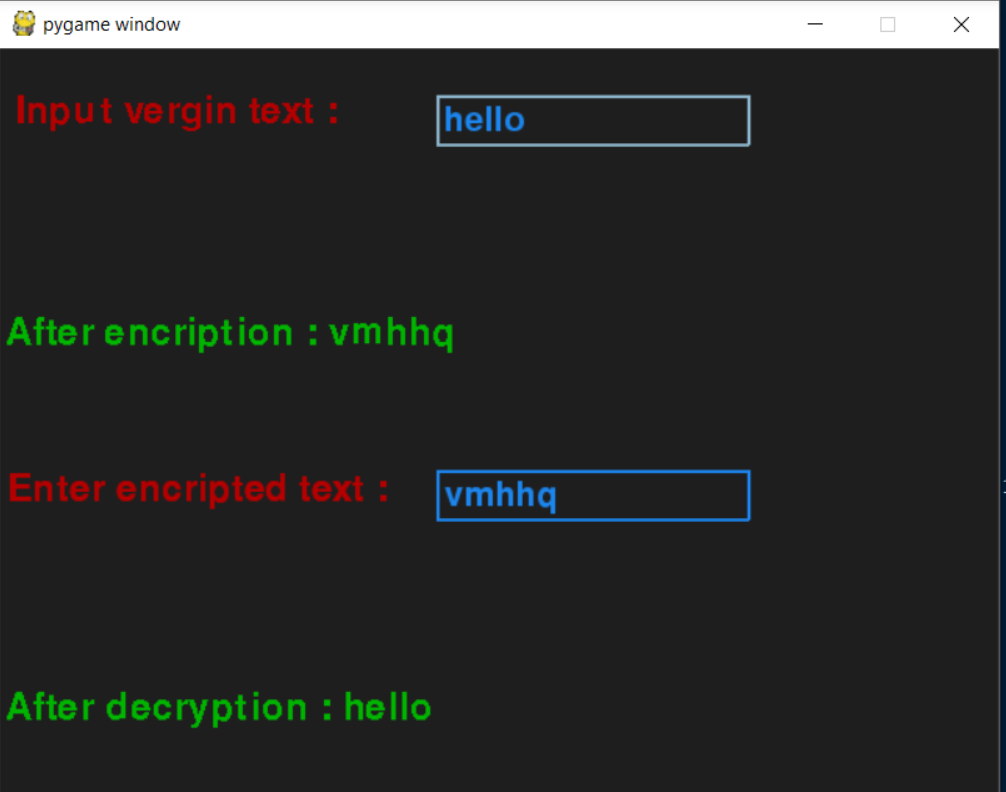 pygame window
Input vergin text :
hello
After encription : vmhhq
Enter encripted text :
vmhhq
After decryption : hello